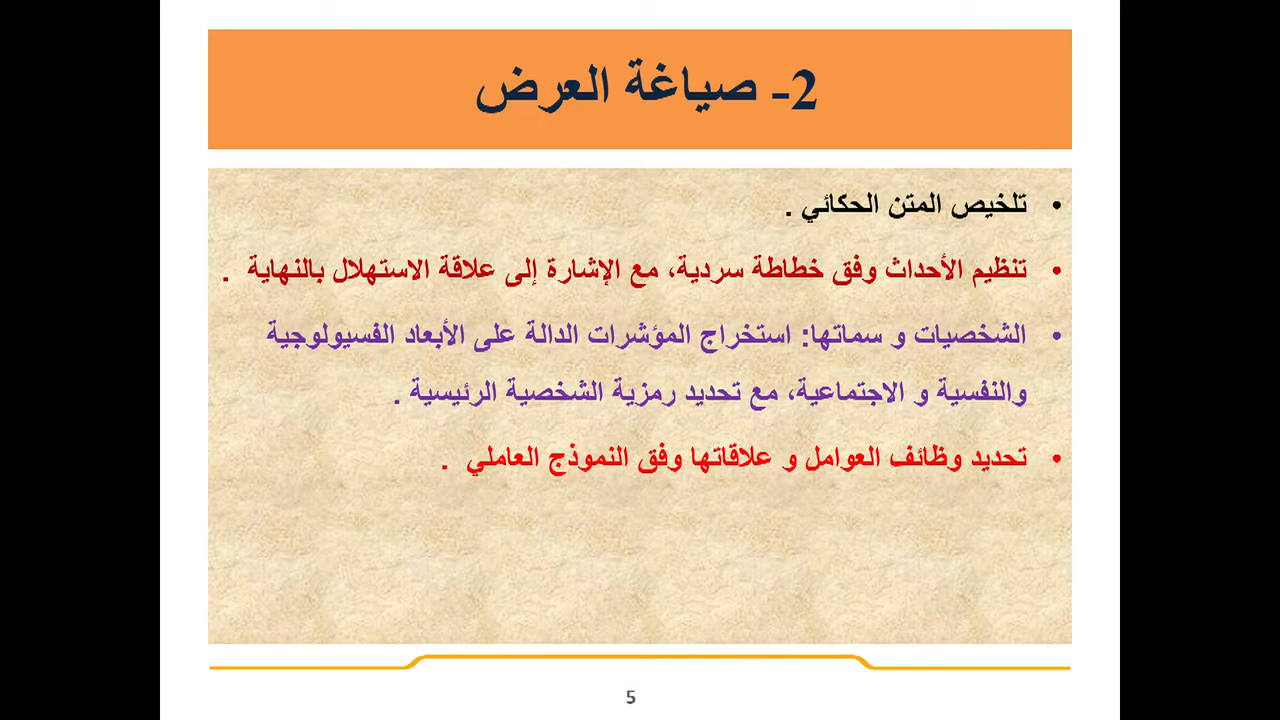 2- صياغة العرض
• تلخيص المتن الحكائي .
• تنظيم الأحداث وفق خطاطة سردية، مع الإشارة إلى علاقة الاستهلال بالنهاية .
• الشخصيات و سماتها: استخراج المؤشرات الدالة على الأبعاد الفسيولوجية
والنفسية و الاجتماعية، مع تحديد رمزية الشخصية الرئيسية .
• تحديد وظائف العوامل و علاقاتها وفق النموذج العاملي .
5